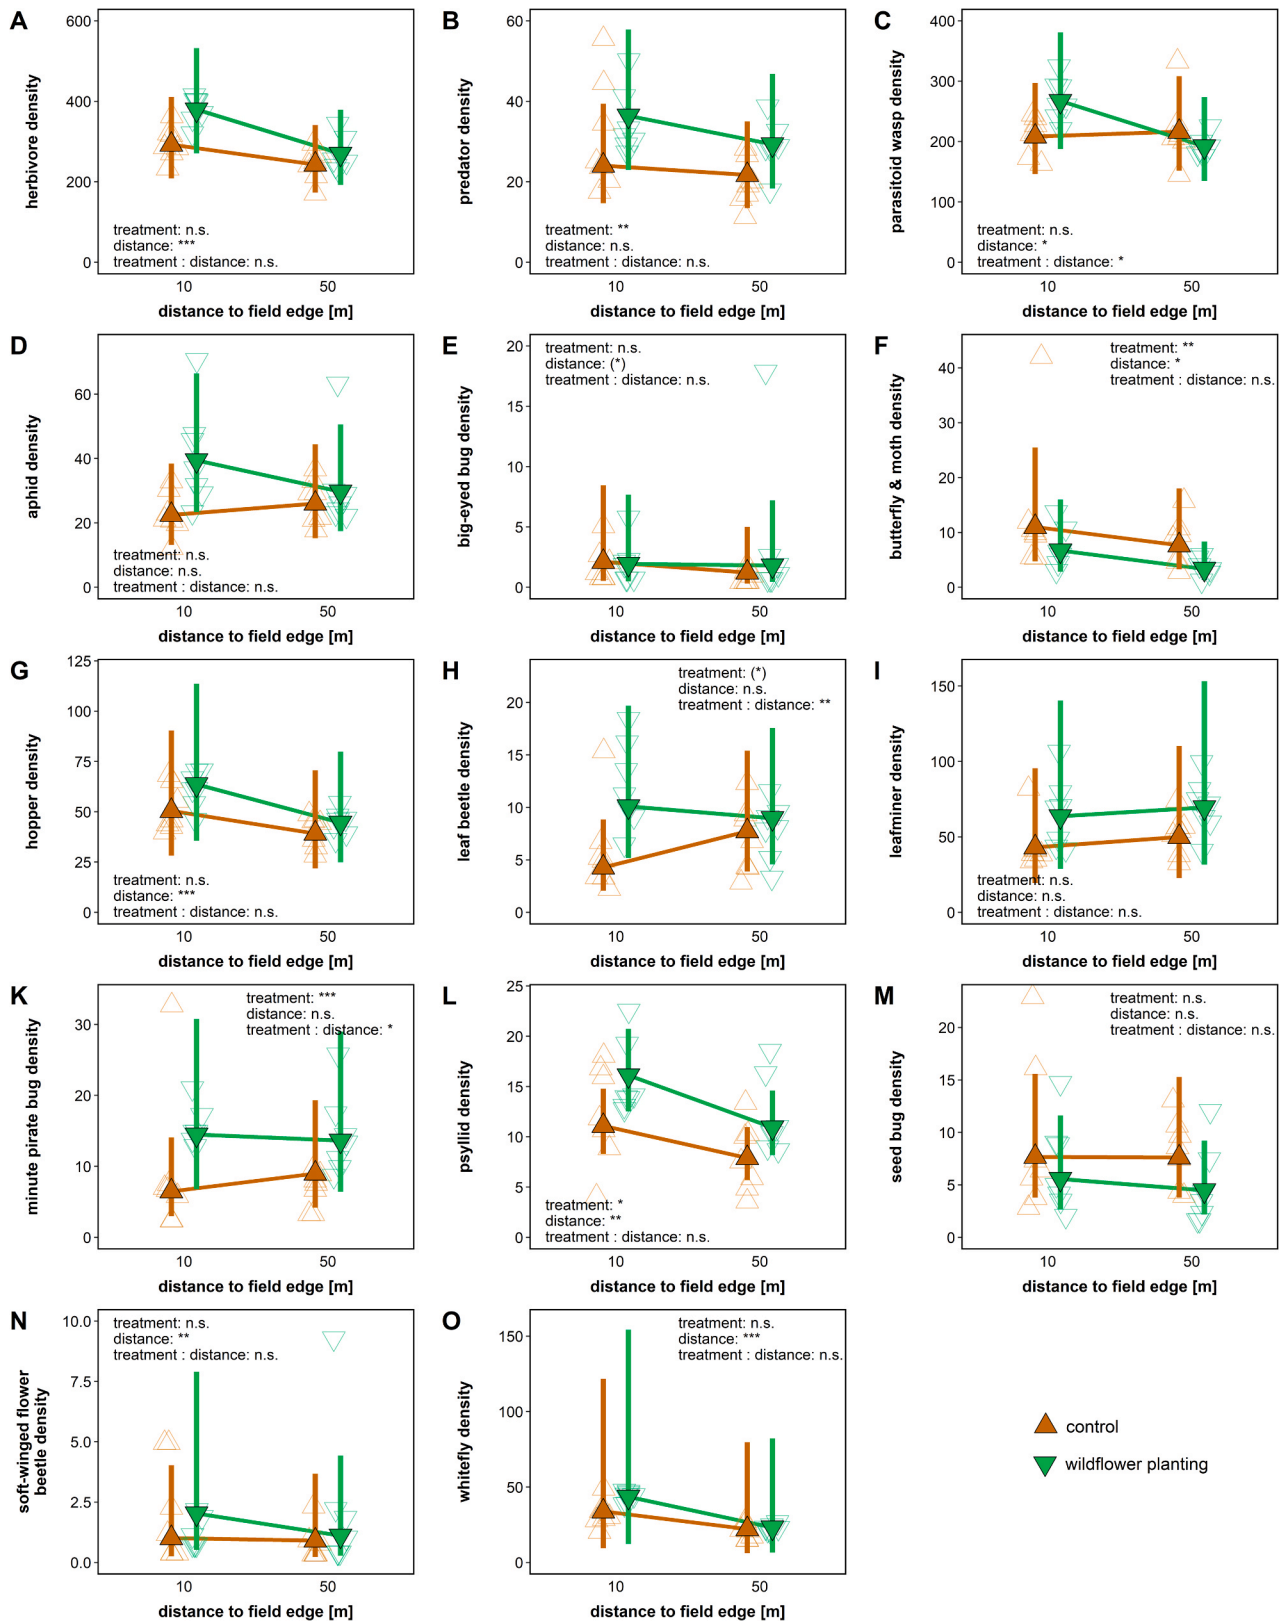 A
600
400
200
0
herbivore density
treatment: n.s.
distance: ***
treatment : distance: n.s.
10
50
distance to field edge [m]
B
60
40
20
0
predator density
treatment: **
distance: n.s.
treatment : distance: n.s.
10
50
distance to field edge [m]
C
400
300
200
100
0
parasitoid wasp density
treatment: n.s.
distance: *
treatment : distance: *
10
50
distance to field edge [m]
D
60
40
20
0
aphid density
treatment: n.s.
distance: n.s.
treatment : distance: n.s.
10
50
distance to field edge [m]
E
20
15
10
5
0
big-eyed bug density
treatment: n.s.
distance: (*)
treatment : distance: n.s.
10
50
distance to field edge [m]
F
40
30
20
10
0
butterfly & moth density
treatment: **
distance: *
treatment : distance: n.s.
10
50
distance to field edge [m]
G
125
100
75
50
25
0
hopper density
treatment: n.s.
distance: ***
treatment : distance: n.s.
10
50
distance to field edge [m]
H
20
15
10
5
0
leaf beetle density
treatment: (*)
distance: n.s.
treatment : distance: **
10
50
distance to field edge [m]
I
150
100
50
0
leafminer density
treatment: n.s.
distance: n.s.
treatment : distance: n.s.
10
50
distance to field edge [m]
K
30
20
10
0
minute pirate bug density
treatment: ***
distance: n.s.
treatment : distance: *
10
50
distance to field edge [m]
L
25
20
15
10
5
0
psyllid density
treatment: *
distance: **
treatment : distance: n.s.
10
50
distance to field edge [m]
M
20
15
10
5
0
seed bug density
treatment: n.s.
distance: n.s.
treatment : distance: n.s.
10
50
distance to field edge [m]
N
10.0
7.5
5.0
2.5
0.0
soft-winged flower
beetle density
treatment: n.s.
distance: **
treatment : distance: n.s.
10
50
distance to field edge [m]
O
150
100
50
0
whitefly density
treatment: n.s.
distance: ***
treatment : distance: n.s.
10
50
distance to field edge [m]
control
wildflower planting